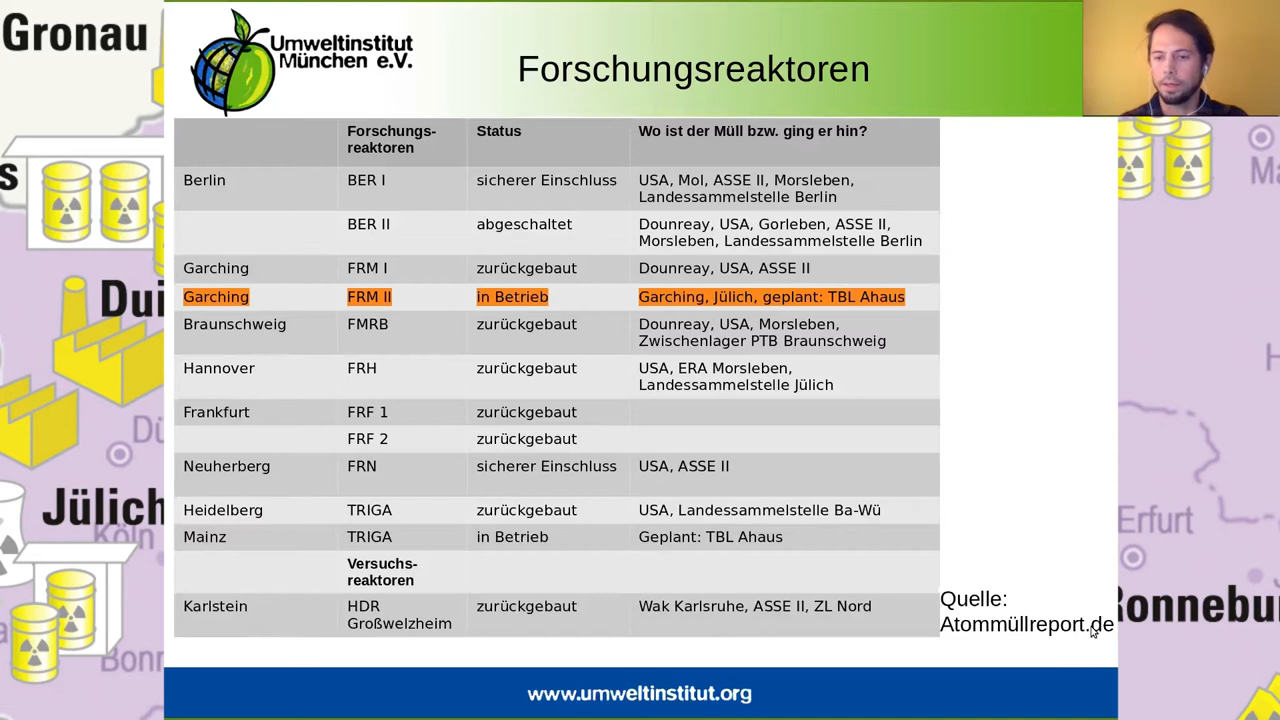 Gronau
Umweltinstitut
München e.V.
Forschungsreaktoren
s
Dui
Dü
Jülich
Köln
Bonn
Forschungs-
reaktoren
Status
Wo ist der Müll bzw. ging er hin?
Berlin
BER I
sicherer Einschluss
USA, Mol, ASSE II, Morsleben,
Landessammelstelle Berlin
BER II
abgeschaltet
Dounreay, USA, Gorleben, ASSE II,
Morsleben, Landessammelstelle Berlin
Garching
FRM I
zurückgebaut
Dounreay, USA, ASSE II
Garching
FRM II
in Betrieb
Garching, Jülich, geplant: TBL Ahaus
Braunschweig
FMRB
zurückgebaut
Dounreay, USA, Morsleben,
Zwischenlager PTB Braunschweig
Hannover
FRH
zurückgebaut
USA, ERA Morsleben,
Landessammelstelle Jülich
Frankfurt
FRF 1
zurückgebaut
FRF 2
zurückgebaut
Neuherberg
FRN
sicherer Einschluss
USA, ASSE II
Heidelberg
TRIGA
zurückgebaut
USA, Landessammelstelle Ba-Wü
Mainz
TRIGA
in Betrieb
Geplant: TBL Ahaus
Versuchs-
reaktoren
Karlstein
HDR
Großwelzheim
zurückgebaut
Wak Karlsruhe, ASSE II, ZL Nord
Quelle:
Atommüllreport.de
Ma
H
Erfurt
Ronnebu
www.umweltinstitut.org